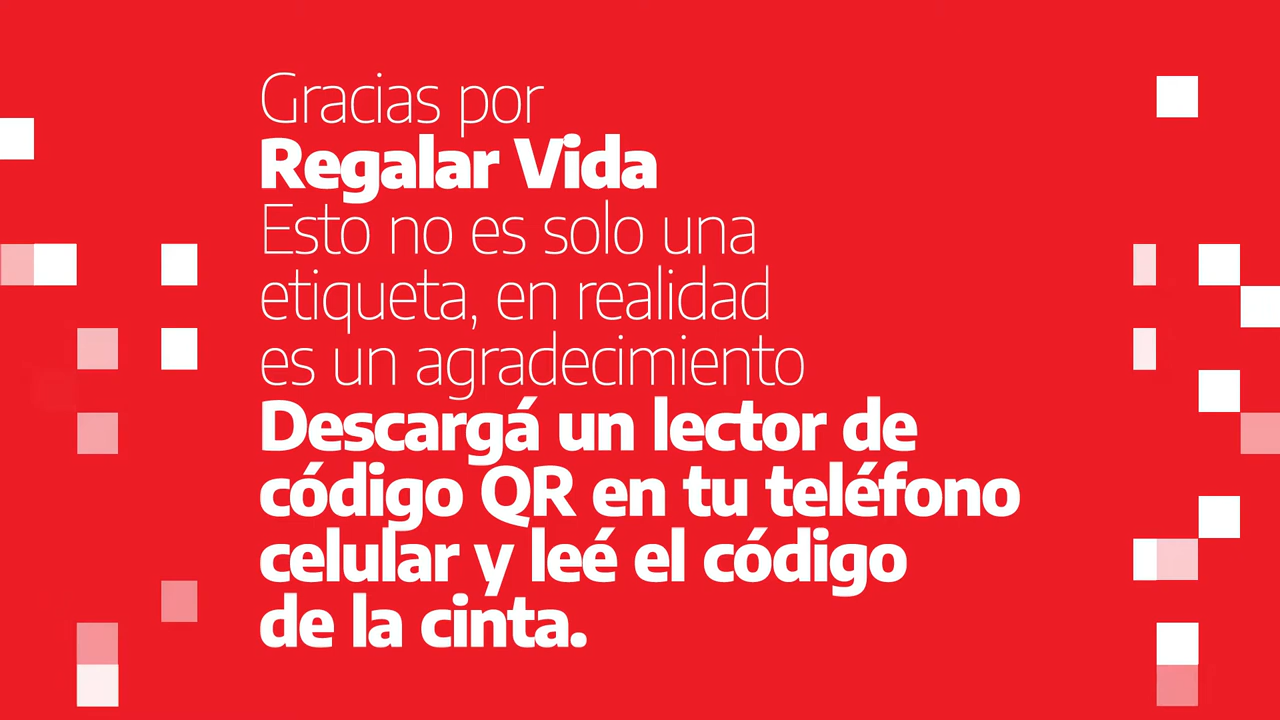 Gracias por
Regalar Vida
Esto no es solo una
etiqueta, en realidad
es un agradecimiento
Descargá un lector de
código QR en tu teléfono
celular y leé el código
de la cinta.